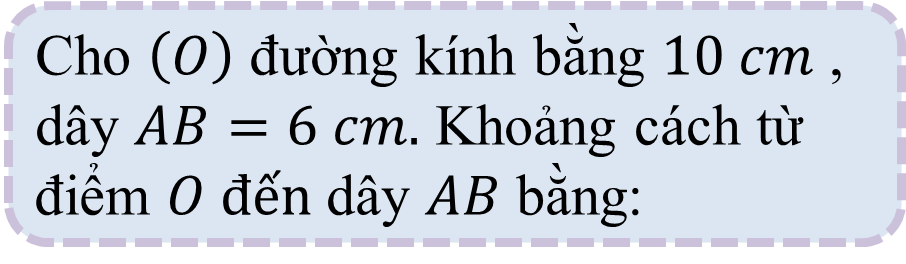 Cho (O) đường kính bằng 10 cm ,
dây AB = 6 cm. Khoảng cách từ
điểm O đến dây AB bằng: